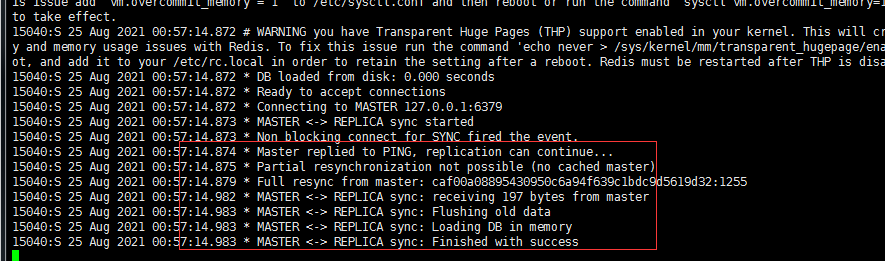 is issue add 'vm.overcommit_memory = 1' to /etc/sysctl.conf and then reboot or run the command 'sysctl vm.overcommit_memory=1
to take effect.
15040:S 25 Aug 2021 00:57:14.872 # WARNING you have Transparent Huge Pages (THP) support enabled in your kernel. This will cr
y and memory usage issues with Redis. To fix this issue run the command 'echo never > /sys/kernel/mm/transparent_hugepage/ena
ot, and add it to your /etc/rc.local in order to retain the setting after a reboot. Redis must be restarted after THP is disa
15040:S 25 Aug 2021 00:57:14.872 * DB loaded from disk: 0.000 seconds
15040:S 25 Aug 2021 00:57:14.872 * Ready to accept connections
15040:S 25 Aug 2021 00:57:14.872 * Connecting to MASTER 127.0.0.1:6379
15040:S 25 Aug 2021 00:57:14.873 * MASTER <-> REPLICA sync started
15040:S 25 Aug 2021 00:57:14.873 * Non blocking connect for SYNC fired the event.
15040:S 25 Aug 2021 00:57:14.874 * Master replied to PING, replication can continue...
15040:S 25 Aug 2021 00:57:14.875 * Partial resynchronization not possible (no cached master)
15040:S 25 Aug 2021 00:57:14.879 * Full resync from master: caf00a08895430950c6a94f639c1bdc9d5619d32:1255
15040:S 25 Aug 2021 00:57:14.982 * MASTER <-> REPLICA sync: receiving 197 bytes from master
15040:S 25 Aug 2021 00:57:14.983 * MASTER <-> REPLICA sync: Flushing old data
15040:S 25 Aug 2021 00:57:14.983 * MASTER <-> REPLICA sync: Loading DB in memory
15040:S 25 Aug 2021 00:57:14.983 * MASTER <-> REPLICA sync: Finished with success